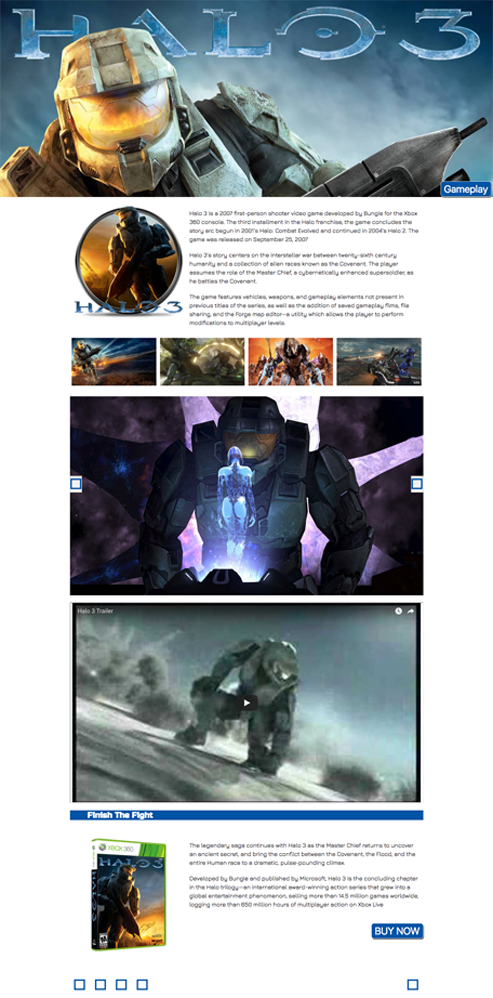 HALO 3
Gameplay
Halo 3 is a 2007 first-person shooter video game developed by Bungie for the Xbox
360 console. The third installment in the Halo franchise, the game concludes the
story arc begun in 2001's Halo: Combat Evolved and continued in 2004's Halo 2. The
game was released on September 25, 2007
Halo 3's story centers on the interstellar war between twenty-sixth century
humanity and a collection of alien races known as the Covenant. The player
assumes the role of the Master Chief, a cybernetically enhanced supersoldier, as
he battles the Covenant.
The game features vehicles, weapons, and gameplay elements not present in
previous titles of the series, as well as the addition of saved gameplay films, file
sharing, and the Forge map editor—a utility which allows the player to perform
modifications to multiplayer levels.
HALO 3
Halo 3 Trailer
Finish The Fight
XBOX 360
HALO 3
The legendary saga continues with Halo 3 as the Master Chief returns to uncover
an ancient secret, and bring the conflict between the Covenant, the Flood, and the
entire Human race to a dramatic, pulse-pounding climax.
Developed by Bungie and published by Microsoft, Halo 3 is the concluding chapter
in the Halo trilogy—an international award-winning action series that grew into a
global entertainment phenomenon, selling more than 14.5 million games worldwide,
logging more than 650 million hours of multiplayer action on Xbox Live
BUY NOW